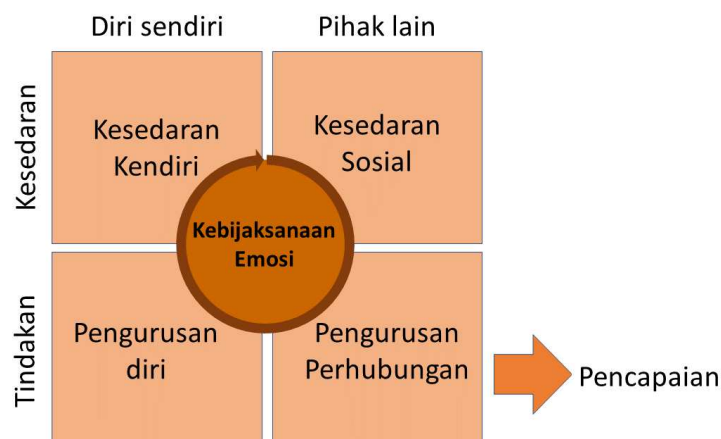 Diri sendiri
Pihak lain
Kesedaran
Kesedaran
Kendiri
Kesedaran
Sosial
Kebijaksanaan
Emosi
Tindakan
Pengurusan
diri
Pengurusan
Perhubungan
Pencapaian